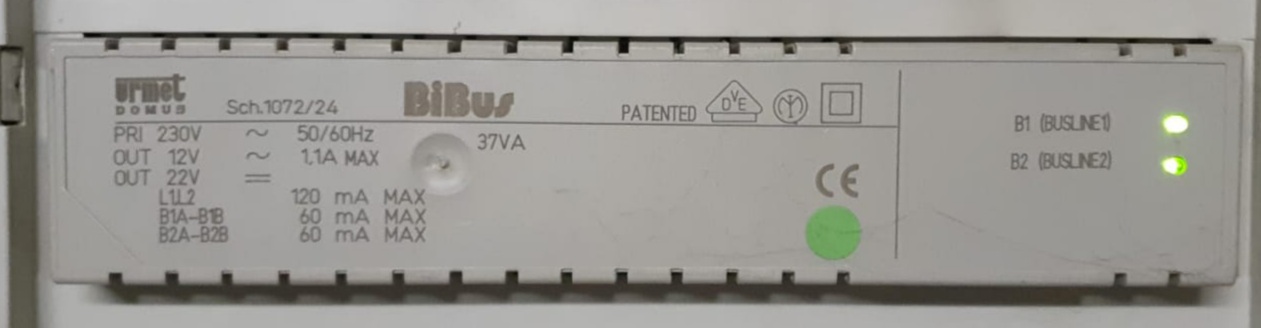 urmet
DOMUS
Sch.1072/24
BiBus
PATENTED
DVE
PRI 230V ~ 50/60Hz
37VA
OUT 12V ~ 1,1A MAX
OUT 22V ⎓
L1L2 120 mA MAX
B1A-B1B 60 mA MAX
B2A-B2B 60 mA MAX
CE
B1 (BUSLINE1)
B2 (BUSLINE2)